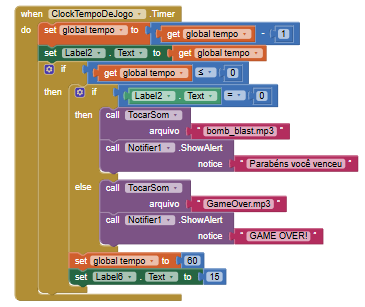 when ClockTempoDeJogo .Timer
do set global tempo to get global tempo - 1
set Label2 . Text to get global tempo
if get global tempo ≤ 0
then if Label2 . Text = 0
then call TocarSom
arquivo "bomb_blast.mp3"
call Notifier1 .ShowAlert
notice "Parabéns você venceu"
else call TocarSom
arquivo "GameOver.mp3"
call Notifier1 .ShowAlert
notice "GAME OVER!"
set global tempo to 60
set Label6 . Text to 15